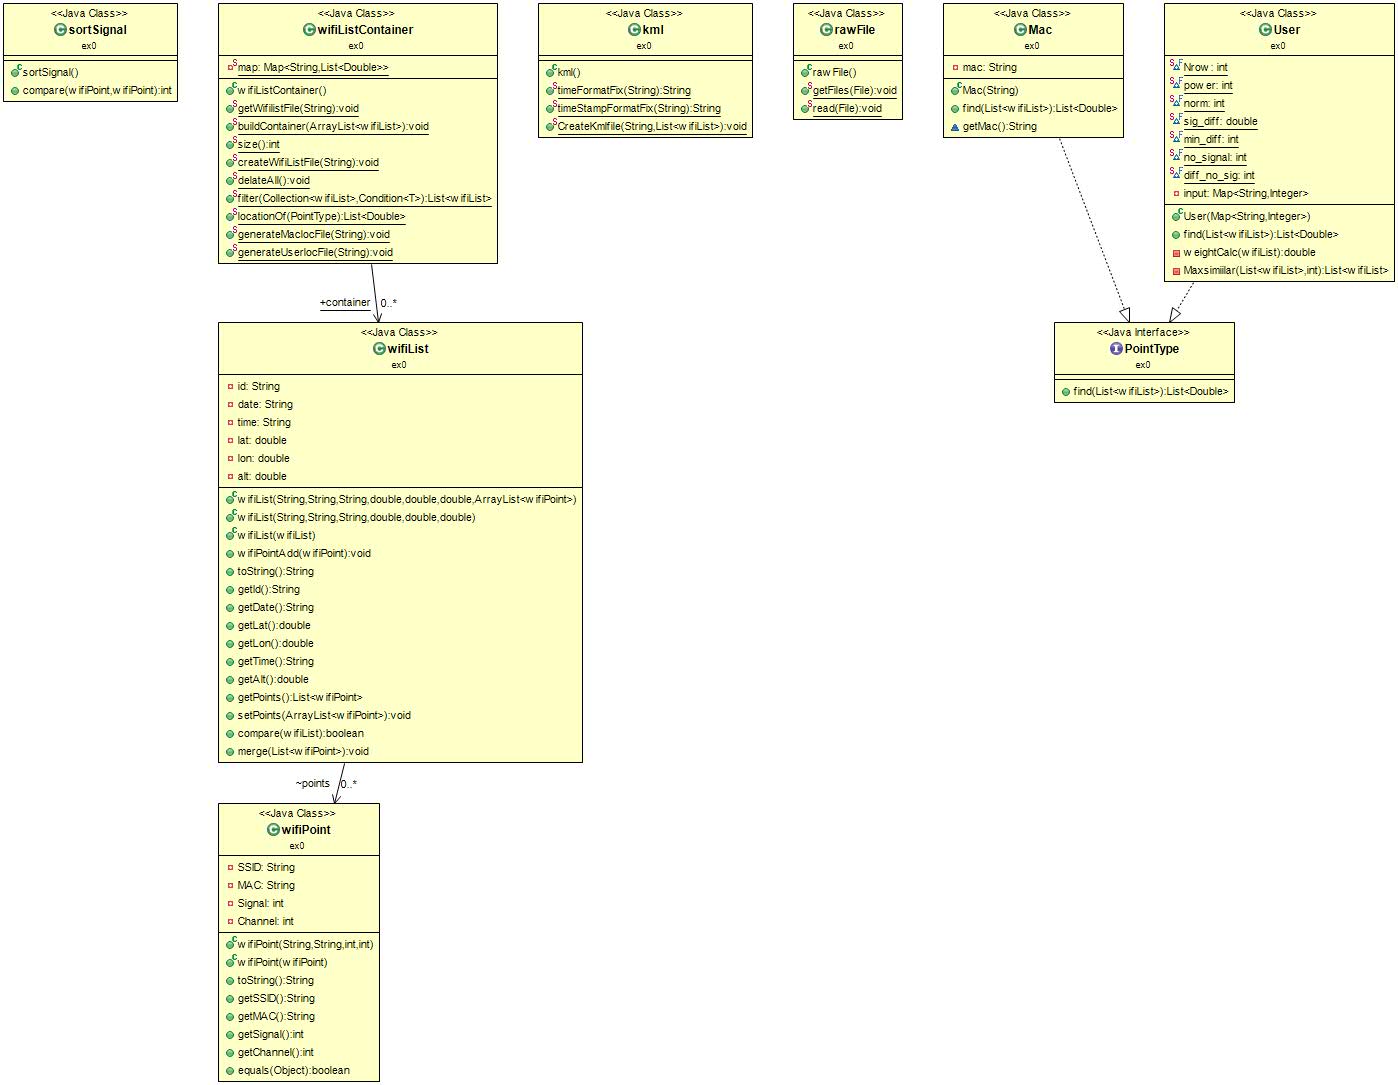 <<Java Class>>
sortSignal
ex0
sortSignal()
compare(wifiPoint,wifiPoint):int
<<Java Class>>
wifiListContainer
ex0
map: Map<String,List<Double>>
wifiListContainer()
getWifilistFile(String):void
buildContainer(ArrayList<wifiList>):void
size():int
createWifiListFile(String):void
delateAll():void
filter(Collection<wifiList>,Condition<T>):List<wifiList>
locationOf(PointType):List<Double>
generateMaclocFile(String):void
generateUserlocFile(String):void
<<Java Class>>
kml
ex0
kml()
timeFormatFix(String):String
timeStampFormatFix(String):String
CreateKmlfile(String,List<wifiList>):void
<<Java Class>>
rawFile
ex0
rawFile()
getFiles(File):void
read(File):void
<<Java Class>>
Mac
ex0
mac: String
Mac(String)
find(List<wifiList>):List<Double>
getMac():String
<<Java Class>>
User
ex0
Nrow: int
power: int
norm: int
sig_diff: double
min_diff: int
no_signal: int
diff_no_sig: int
input: Map<String,Integer>
User(Map<String,Integer>)
find(List<wifiList>):List<Double>
weightCalc(wifiList):double
Maxsimiilar(List<wifiList>,int):List<wifiList>
+container 0..*
<<Java Class>>
wifiList
ex0
id: String
date: String
time: String
lat: double
lon: double
alt: double
wifiList(String,String,String,double,double,double,ArrayList<wifiPoint>)
wifiList(String,String,String,double,double,double)
wifiList(wifiList)
wifiPointAdd(wifiPoint):void
toString():String
getId():String
getDate():String
getLat():double
getLon():double
getTime():String
getAlt():double
getPoints():List<wifiPoint>
setPoints(ArrayList<wifiPoint>):void
compare(wifiList):boolean
merge(List<wifiPoint>):void
<<Java Interface>>
PointType
ex0
find(List<wifiList>):List<Double>
~points 0..*
<<Java Class>>
wifiPoint
ex0
SSID: String
MAC: String
Signal: int
Channel: int
wifiPoint(String,String,int,int)
wifiPoint(wifiPoint)
toString():String
getSSID():String
getMAC():String
getSignal():int
getChannel():int
equals(Object):boolean